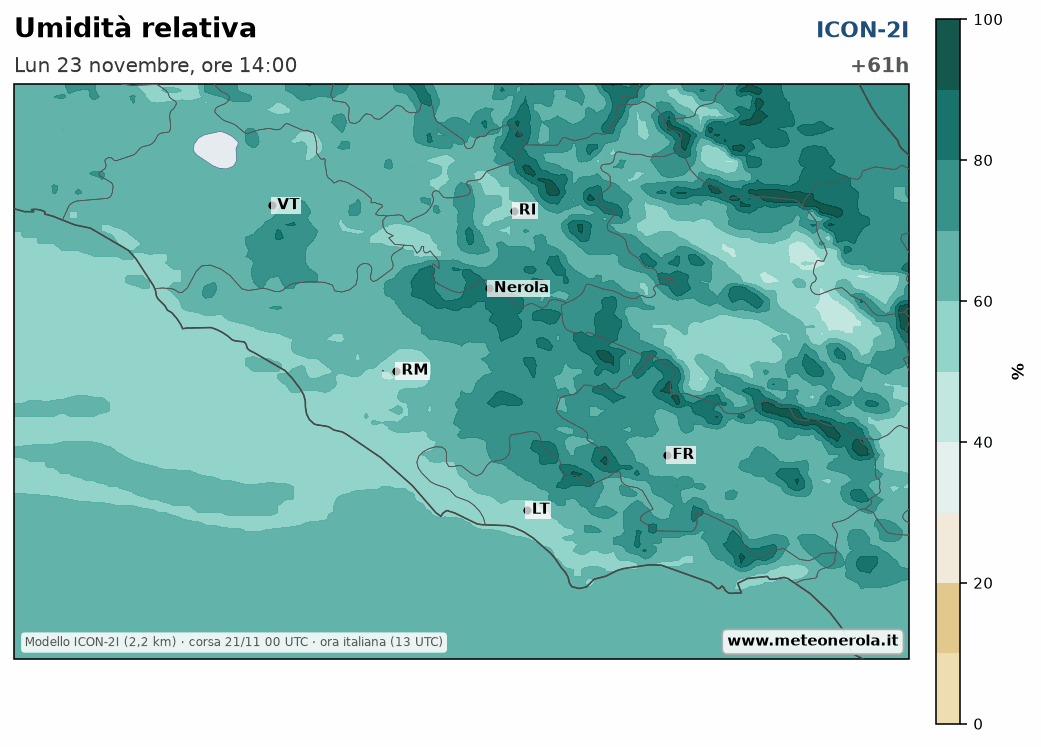 Umidità relativa
ICON-2I
Lun 23 novembre, ore 14:00
+61h
100
80
60
40
20
0
%
VT
RI
Nerola
RM
FR
LT
Modello ICON-2I (2,2 km) · corsa 21/11 00 UTC · ora italiana (13 UTC)
www.meteonerola.it